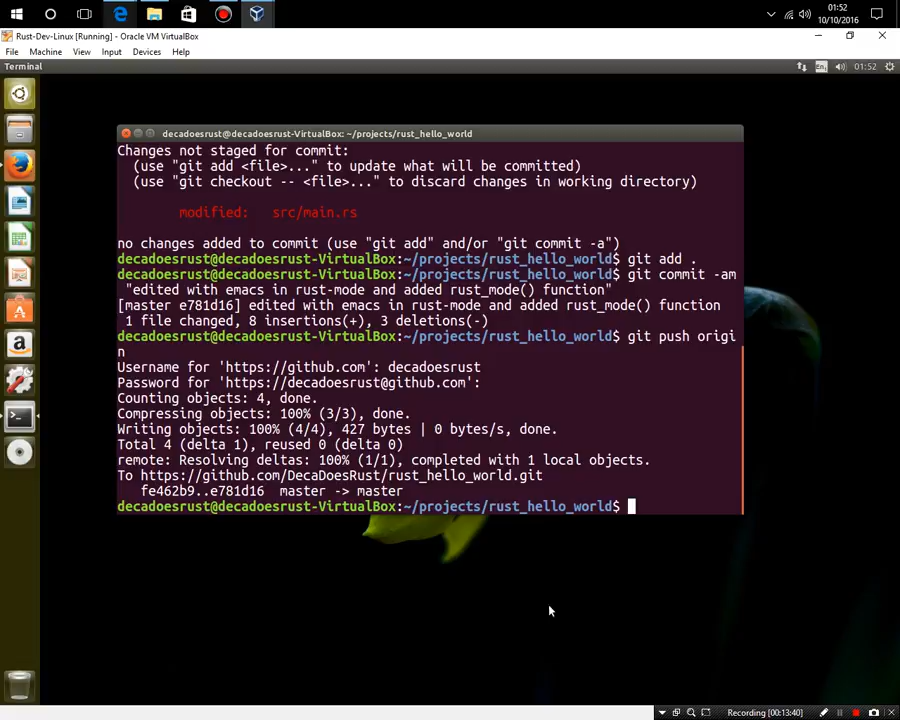 01:52
10/10/2016
Rust-Dev-Linux [Running] - Oracle VM VirtualBox
File Machine View Input Devices Help
Terminal
En
01:52
decadoesrust@decadoesrust-VirtualBox: ~/projects/rust_hello_world
Changes not staged for commit:
(use "git add <file>..." to update what will be committed)
(use "git checkout -- <file>..." to discard changes in working directory)
modified: src/main.rs
no changes added to commit (use "git add" and/or "git commit -a")
decadoesrust@decadoesrust-VirtualBox:~/projects/rust_hello_world$ git add .
decadoesrust@decadoesrust-VirtualBox:~/projects/rust_hello_world$ git commit -am
"edited with emacs in rust-mode and added rust_mode() function"
[master e781d16] edited with emacs in rust-mode and added rust_mode() function
1 file changed, 8 insertions(+), 3 deletions(-)
decadoesrust@decadoesrust-VirtualBox:~/projects/rust_hello_world$ git push origi
n
Username for 'https://github.com': decadoesrust
Password for 'https://decadoesrust@github.com':
Counting objects: 4, done.
Compressing objects: 100% (3/3), done.
Writing objects: 100% (4/4), 427 bytes | 0 bytes/s, done.
Total 4 (delta 1), reused 0 (delta 0)
remote: Resolving deltas: 100% (1/1), completed with 1 local objects.
To https://github.com/DecaDoesRust/rust_hello_world.git
fe462b9..e781d16 master -> master
decadoesrust@decadoesrust-VirtualBox:~/projects/rust_hello_world$
Recording [00:13:40]